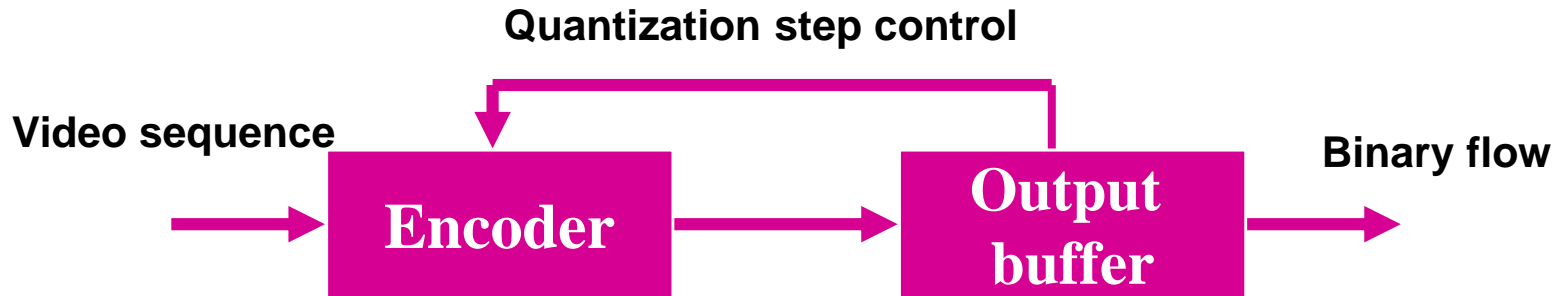 Quantization step control
Video sequence
Binary flow
Encoder
Output
buffer